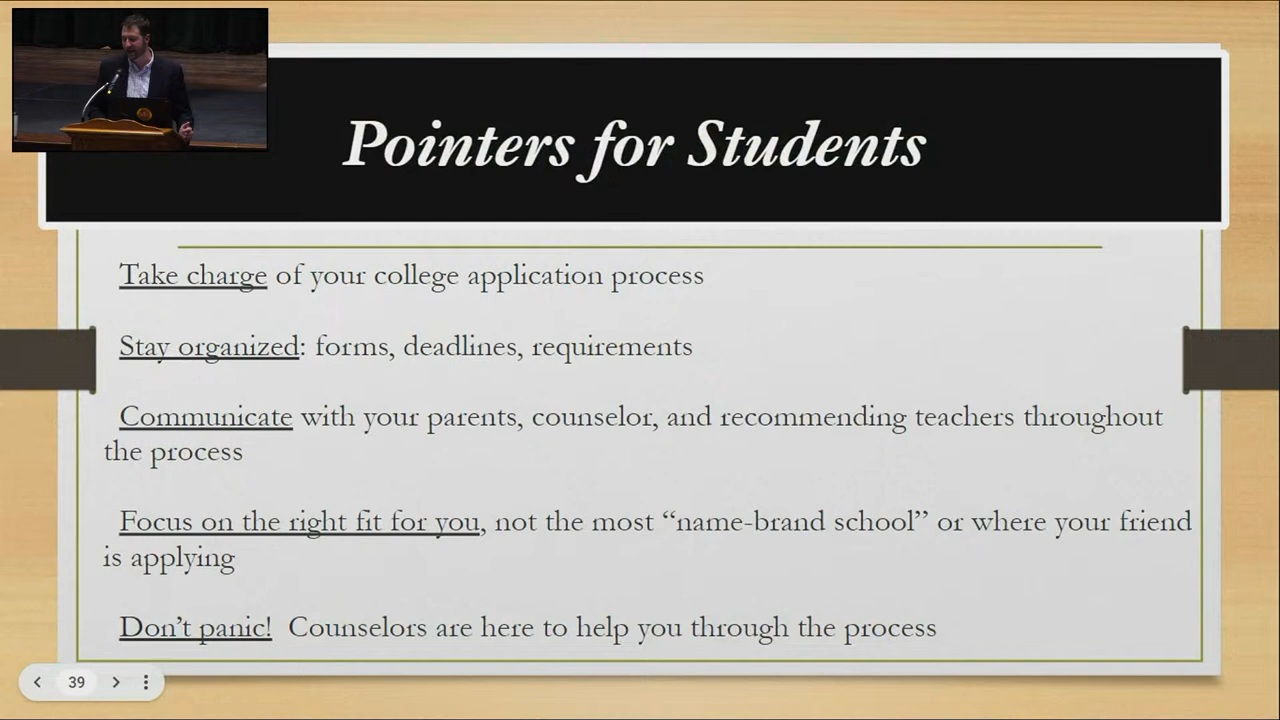 Pointers for Students
Take charge of your college application process
Stay organized: forms, deadlines, requirements
Communicate with your parents, counselor, and recommending teachers throughout
the process
Focus on the right fit for you, not the most “name-brand school” or where your friend
is applying
Don’t panic!  Counselors are here to help you through the process
39